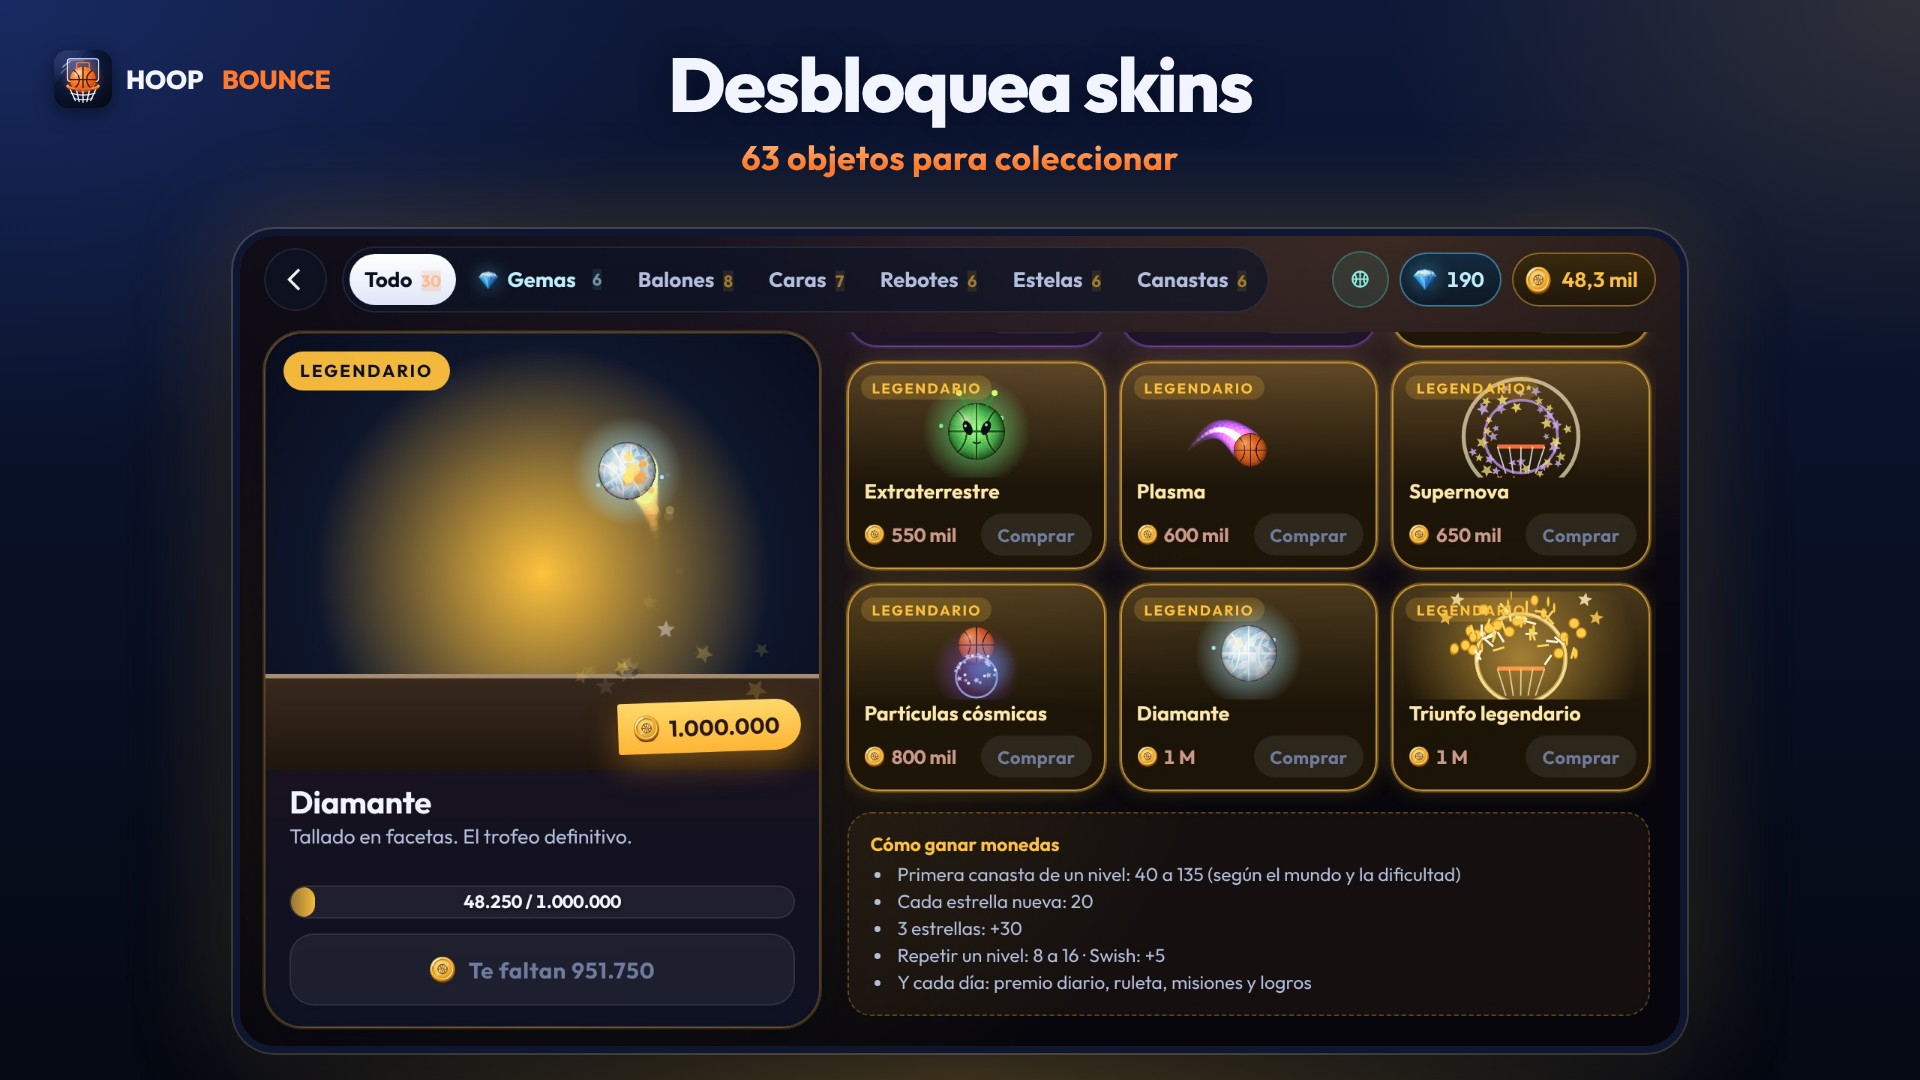 HOOP BOUNCE
Desbloquea skins
63 objetos para coleccionar
Todo 30
Gemas 6
Balones 8
Caras 7
Rebotes 6
Estelas 6
Canastas 6
190
48,3 mil
LEGENDARIO
1.000.000
Diamante
Tallado en facetas. El trofeo definitivo.
48.250 / 1.000.000
Te faltan 951.750
LEGENDARIO
Extraterrestre
550 mil
Comprar
LEGENDARIO
Plasma
600 mil
Comprar
LEGENDARIO
Supernova
650 mil
Comprar
LEGENDARIO
Partículas cósmicas
800 mil
Comprar
LEGENDARIO
Diamante
1 M
Comprar
LEGENDARIO
Triunfo legendario
1 M
Comprar
Cómo ganar monedas
• Primera canasta de un nivel: 40 a 135 (según el mundo y la dificultad)
• Cada estrella nueva: 20
• 3 estrellas: +30
• Repetir un nivel: 8 a 16 · Swish: +5
• Y cada día: premio diario, ruleta, misiones y logros